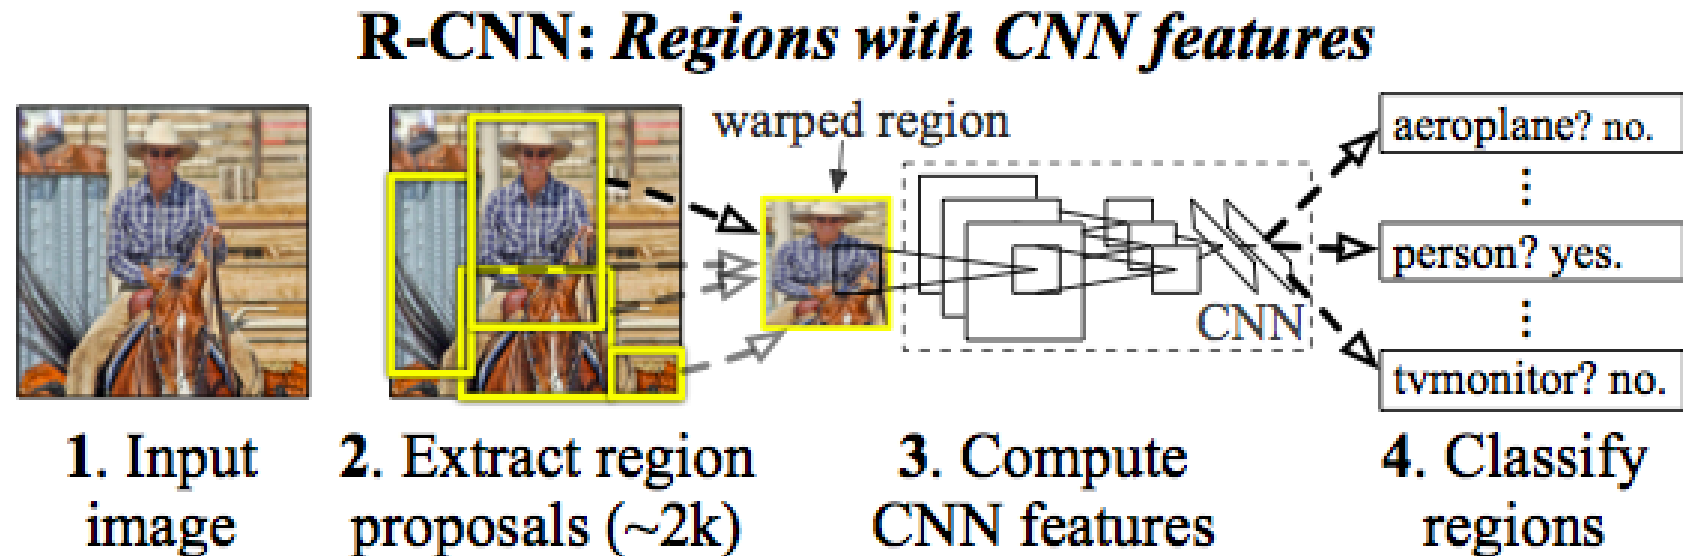 R-CNN: Regions with CNN features
warped region
aeroplane? no.
⋮
person? yes.
⋮
tvmonitor? no.
CNN
1. Input
image
2. Extract region
proposals (~2k)
3. Compute
CNN features
4. Classify
regions